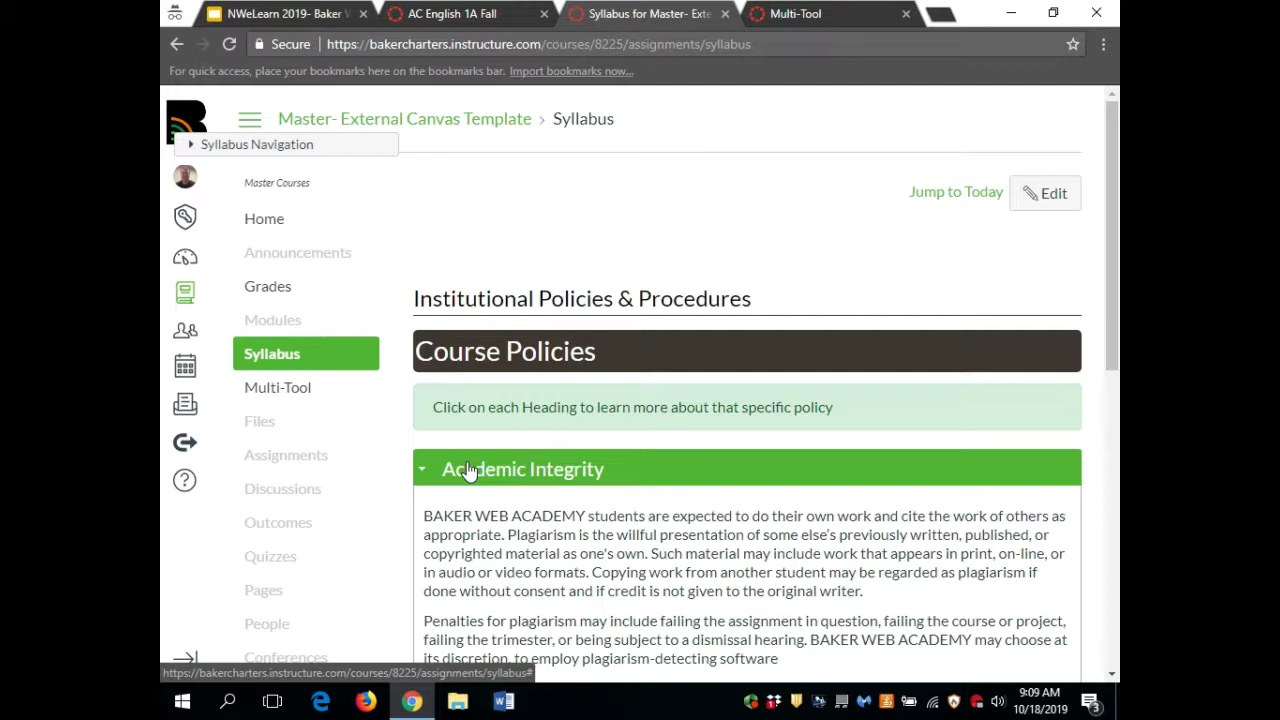 NWeLearn 2019- Baker
AC English 1A Fall
Syllabus for Master- Exte
Multi-Tool
Secure
https://bakercharters.instructure.com/courses/8225/assignments/syllabus
For quick access, place your bookmarks here on the bookmarks bar. Import bookmarks now...
Master- External Canvas Template > Syllabus
Syllabus Navigation
Master Courses
Jump to Today
Edit
Home
Announcements
Grades
Modules
Syllabus
Multi-Tool
Files
Assignments
Discussions
Outcomes
Quizzes
Pages
People
Conferences
Institutional Policies & Procedures
Course Policies
Click on each Heading to learn more about that specific policy
Academic Integrity
BAKER WEB ACADEMY students are expected to do their own work and cite the work of others as
appropriate. Plagiarism is the willful presentation of some else's previously written, published, or
copyrighted material as one's own. Such material may include work that appears in print, on-line, or
in audio or video formats. Copying work from another student may be regarded as plagiarism if
done without consent and if credit is not given to the original writer.
Penalties for plagiarism may include failing the assignment in question, failing the course or project,
failing the trimester, or being subject to a dismissal hearing. BAKER WEB ACADEMY may choose at
its discretion, to employ plagiarism-detecting software
https://bakercharters.instructure.com/courses/8225/assignments/syllabus#
9:09 AM
10/18/2019
3